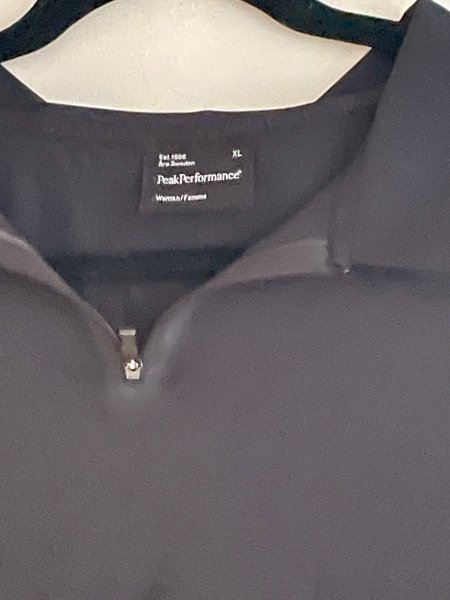 Est 1986 XL
Åre Sweden
PeakPerformance®
Woman/Femme